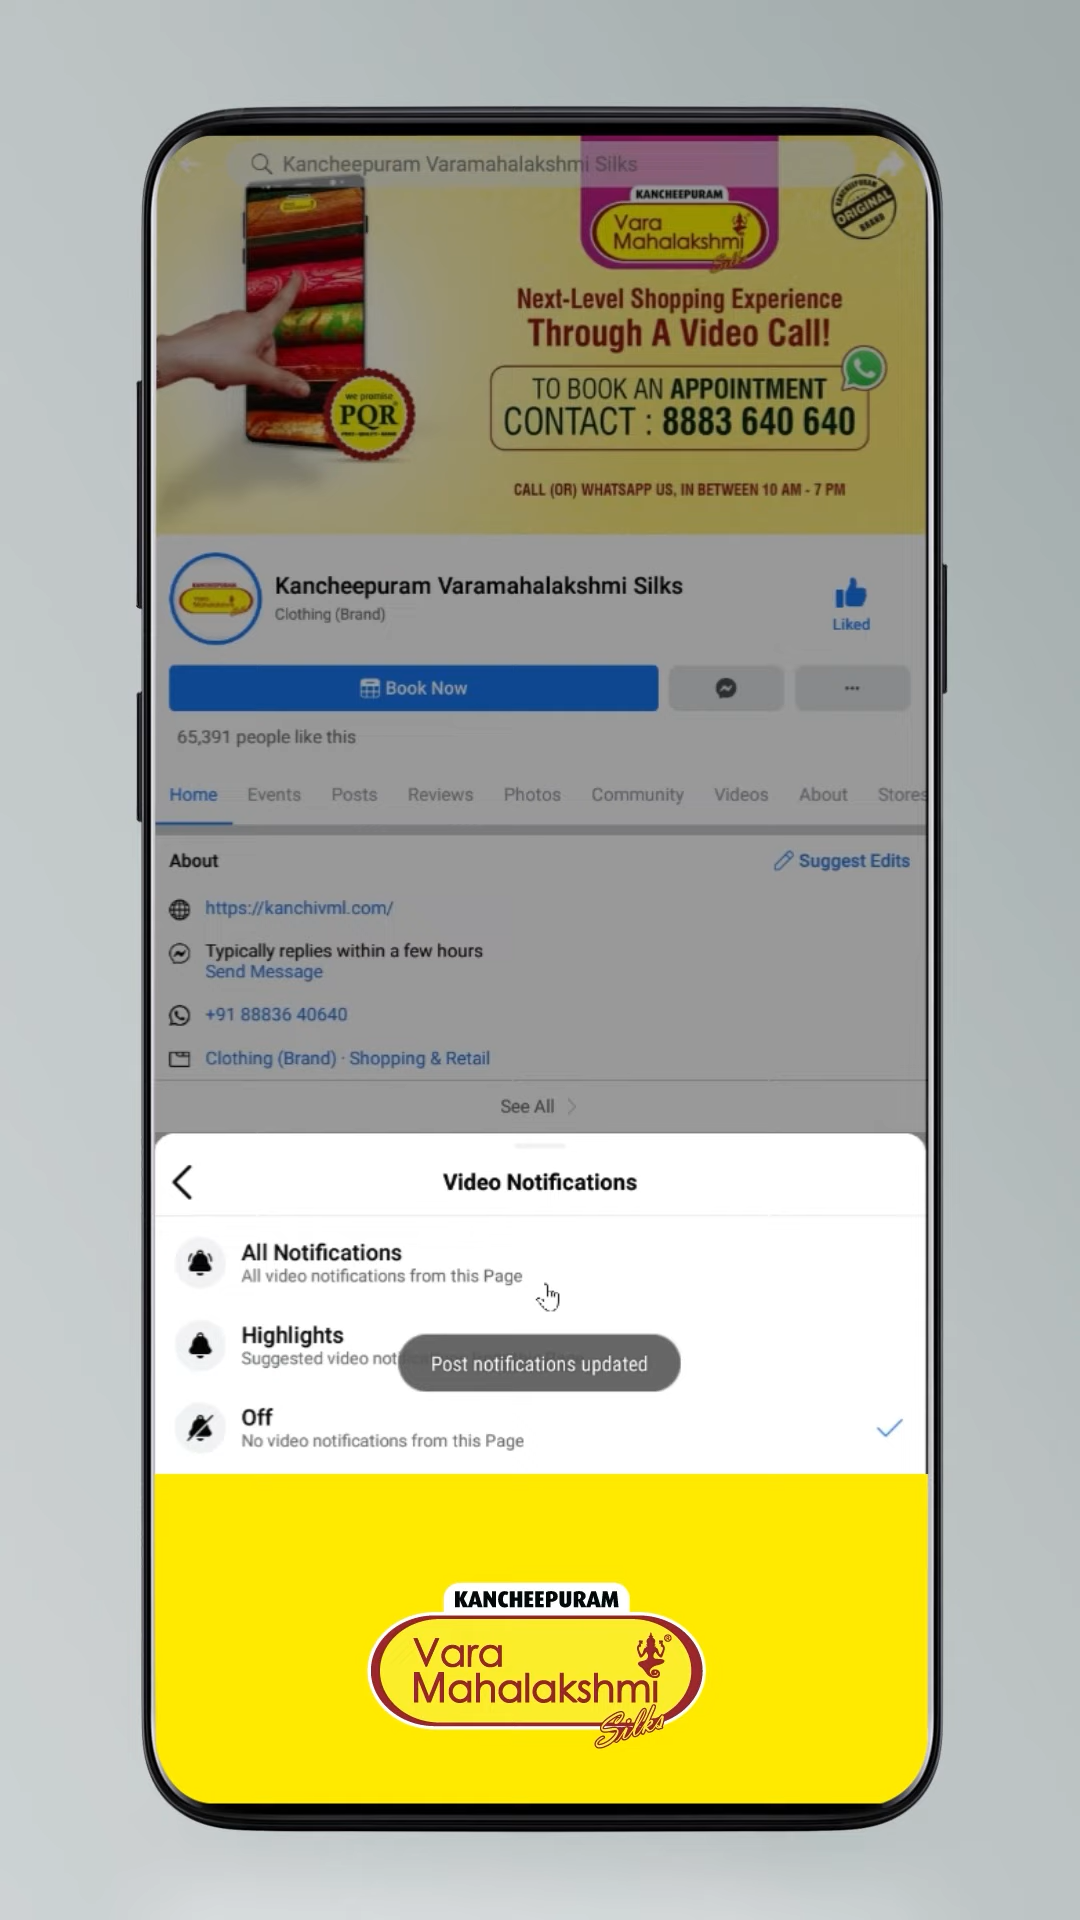 Kancheepuram Varamahalakshmi Silks
KANCHEEPURAM
Vara
Mahalakshmi
Silks
ORIGINAL
BRAND
Next-Level Shopping Experience
Through A Video Call!
TO BOOK AN APPOINTMENT
CONTACT : 8883 640 640
CALL (OR) WHATSAPP US, IN BETWEEN 10 AM - 7 PM
we promise
PQR
Kancheepuram Varamahalakshmi Silks
Clothing (Brand)
Liked
Book Now
65,391 people like this
Home Events Posts Reviews Photos Community Videos About Stores
About
Suggest Edits
https://kanchivml.com/
Typically replies within a few hours
Send Message
+91 88836 40640
Clothing (Brand) · Shopping & Retail
See All
Video Notifications
All Notifications
All video notifications from this Page
Highlights
Suggested video not
Post notifications updated
Off
No video notifications from this Page
KANCHEEPURAM
Vara
Mahalakshmi
Silks